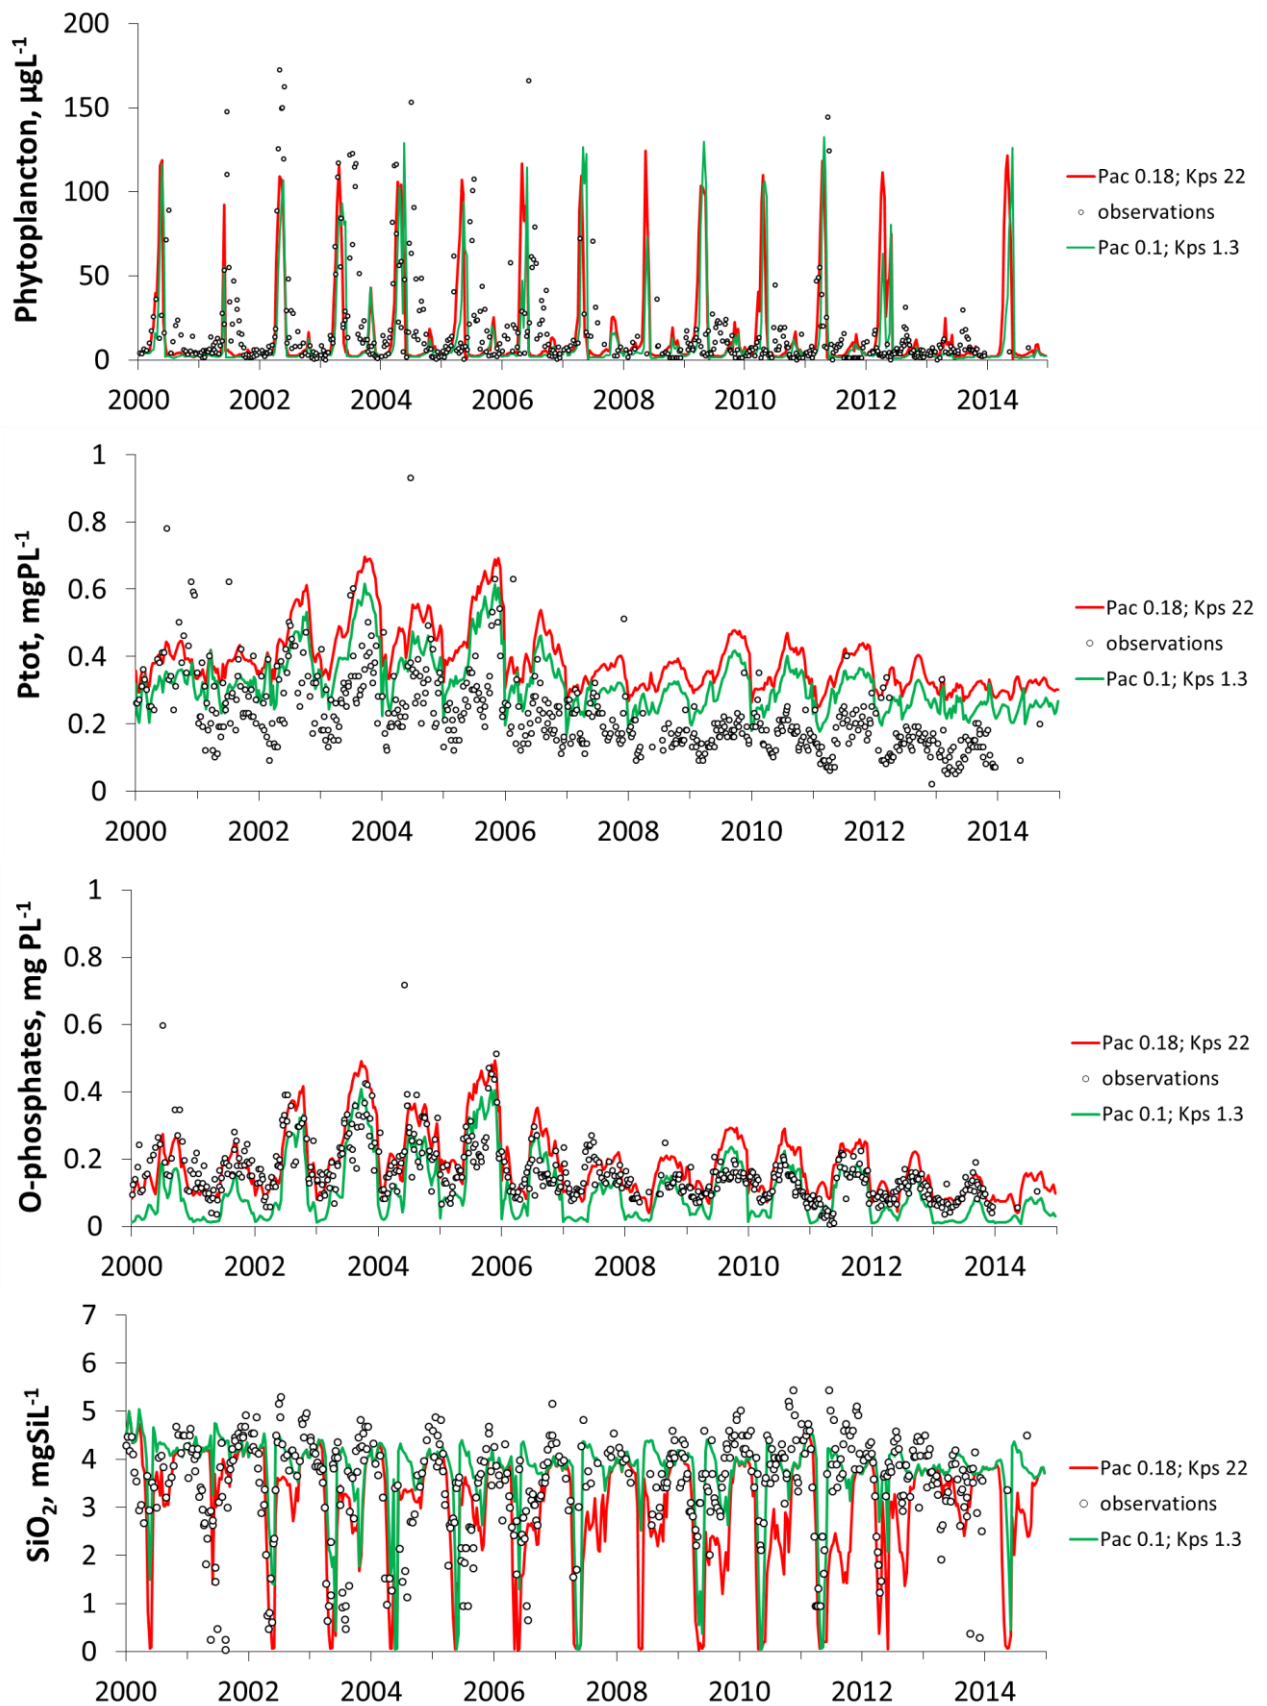 Phytoplancton, µgL⁻¹
200
150
100
50
0
2000 2002 2004 2006 2008 2010 2012 2014
Pac 0.18; Kps 22
observations
Pac 0.1; Kps 1.3
Ptot, mgPL⁻¹
1
0.8
0.6
0.4
0.2
0
2000 2002 2004 2006 2008 2010 2012 2014
Pac 0.18; Kps 22
observations
Pac 0.1; Kps 1.3
O-phosphates, mg PL⁻¹
1
0.8
0.6
0.4
0.2
0
2000 2002 2004 2006 2008 2010 2012 2014
Pac 0.18; Kps 22
observations
Pac 0.1; Kps 1.3
SiO₂, mgSiL⁻¹
7
6
5
4
3
2
1
0
2000 2002 2004 2006 2008 2010 2012 2014
Pac 0.18; Kps 22
observations
Pac 0.1; Kps 1.3